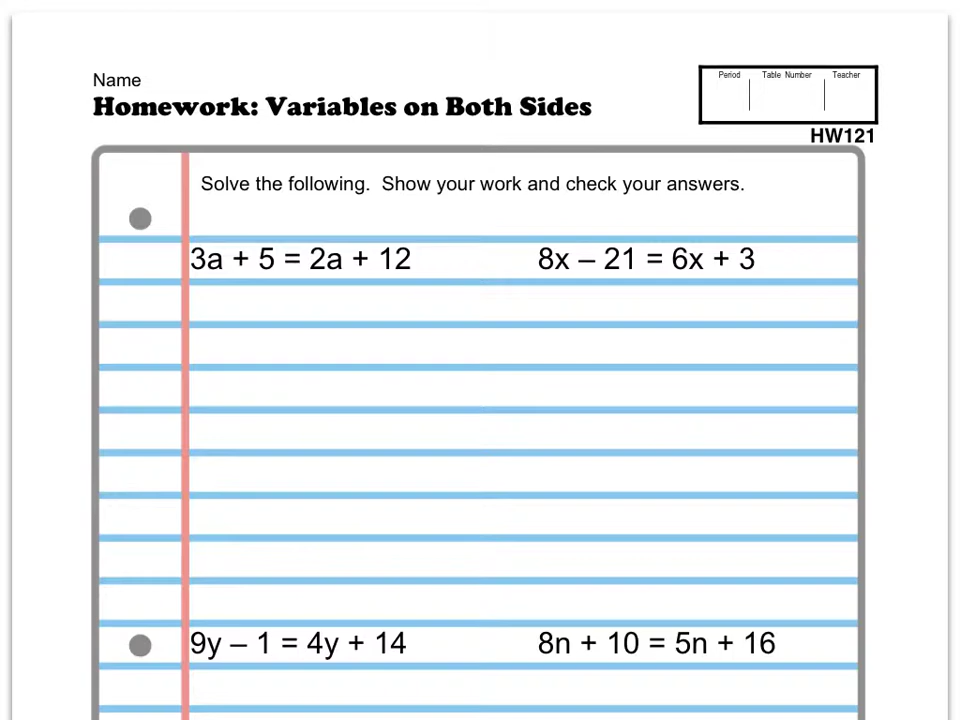 Name
Period Table Number Teacher
Homework: Variables on Both Sides
HW121
Solve the following.  Show your work and check your answers.
3a + 5 = 2a + 12
8x – 21 = 6x + 3
9y – 1 = 4y + 14
8n + 10 = 5n + 16